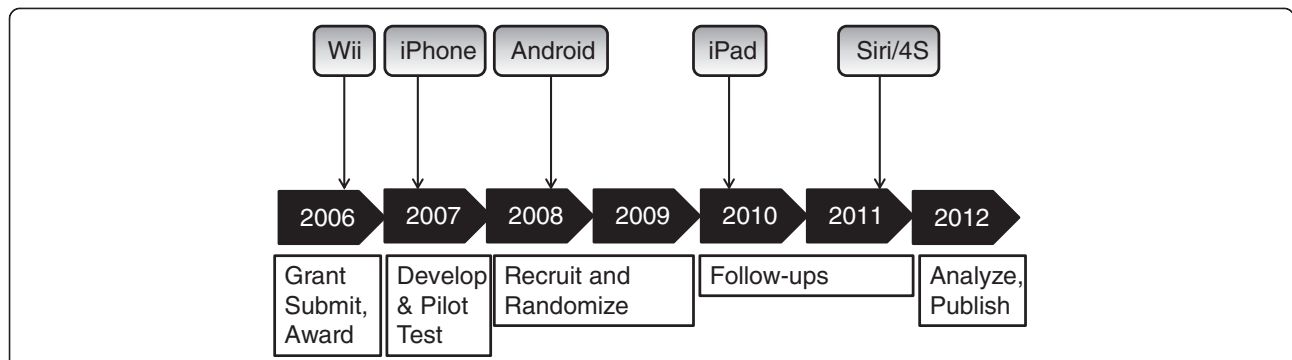 Wii iPhone Android iPad Siri/4S
2006 2007 2008 2009 2010 2011 2012
Grant
Submit,
Award
Develop
& Pilot
Test
Recruit and
Randomize
Follow-ups
Analyze,
Publish